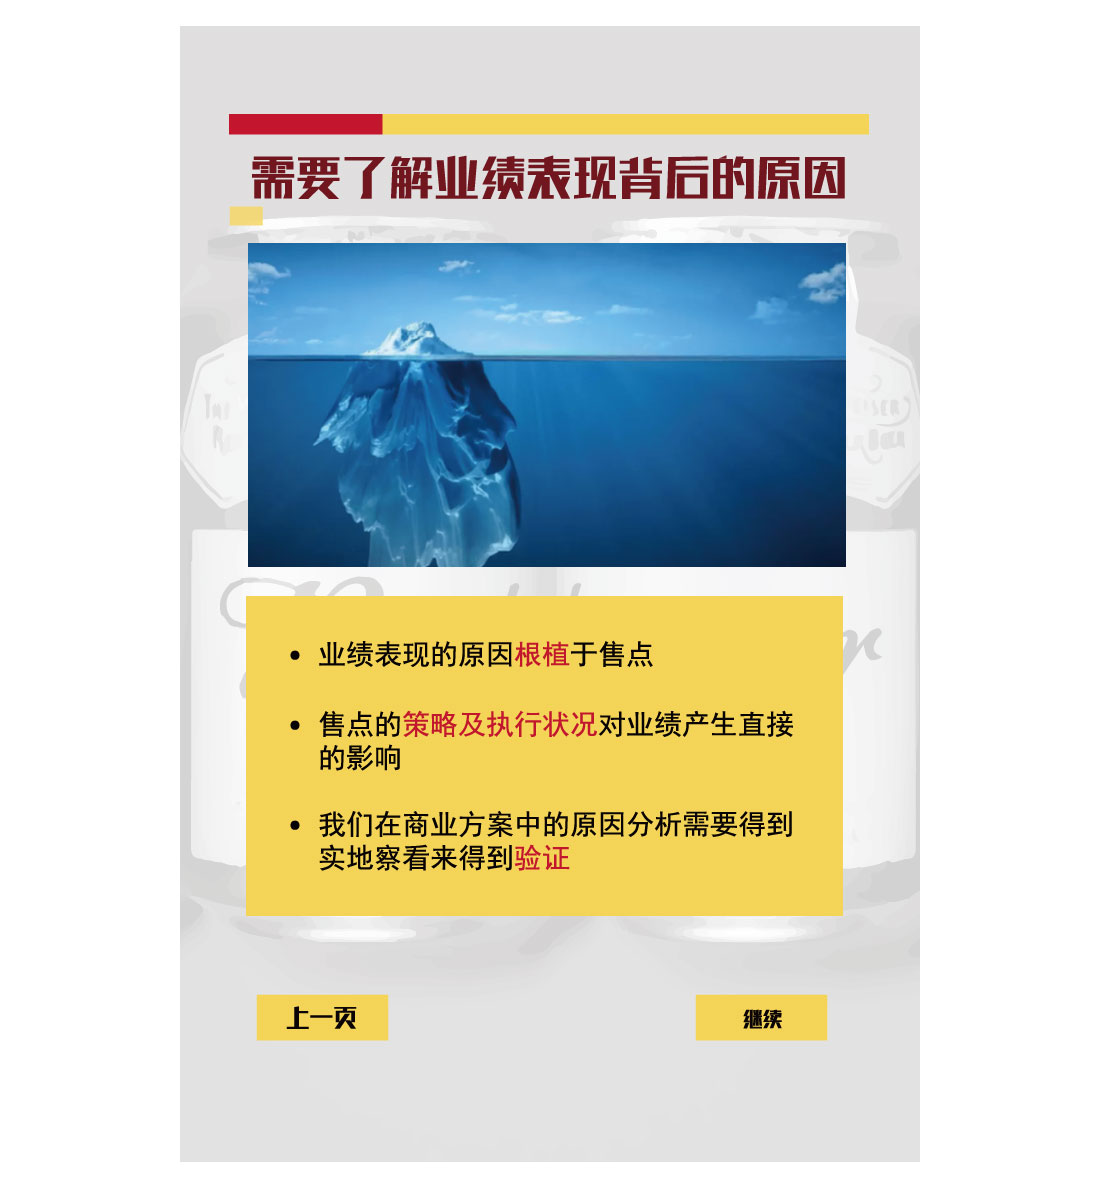 需要了解业绩表现背后的原因
• 业绩表现的原因根植于售点
• 售点的策略及执行状况对业绩产生直接
的影响
• 我们在商业方案中的原因分析需要得到
实地察看来得到验证
上一页
继续